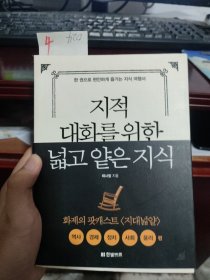 4
한 권으로 편안하게 즐기는 지식 여행서
지적
대화를 위한
넓고 얕은 지식
채사장 지음
화제의 팟캐스트 〈지대넓얕〉
역사 경제 정치 사회 윤리 편
한빛비즈